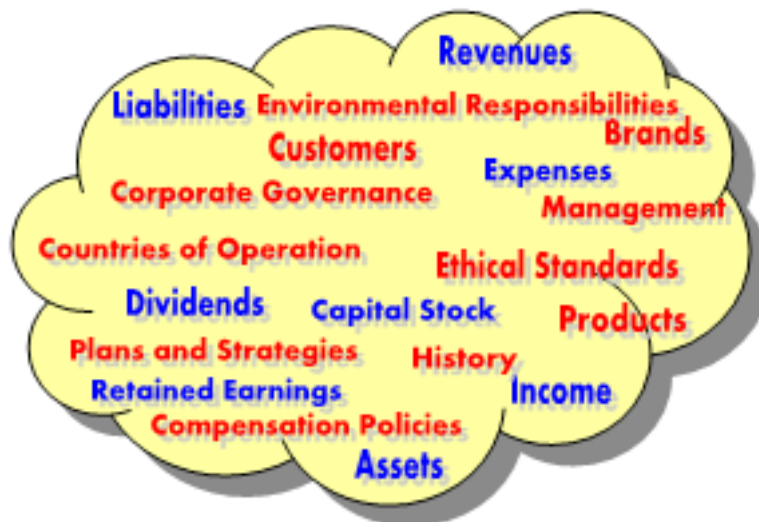 Revenues
Liabilities
Environmental Responsibilities
Brands
Customers
Expenses
Corporate Governance
Management
Countries of Operation
Ethical Standards
Dividends
Capital Stock
Products
Plans and Strategies
History
Retained Earnings
Income
Compensation Policies
Assets